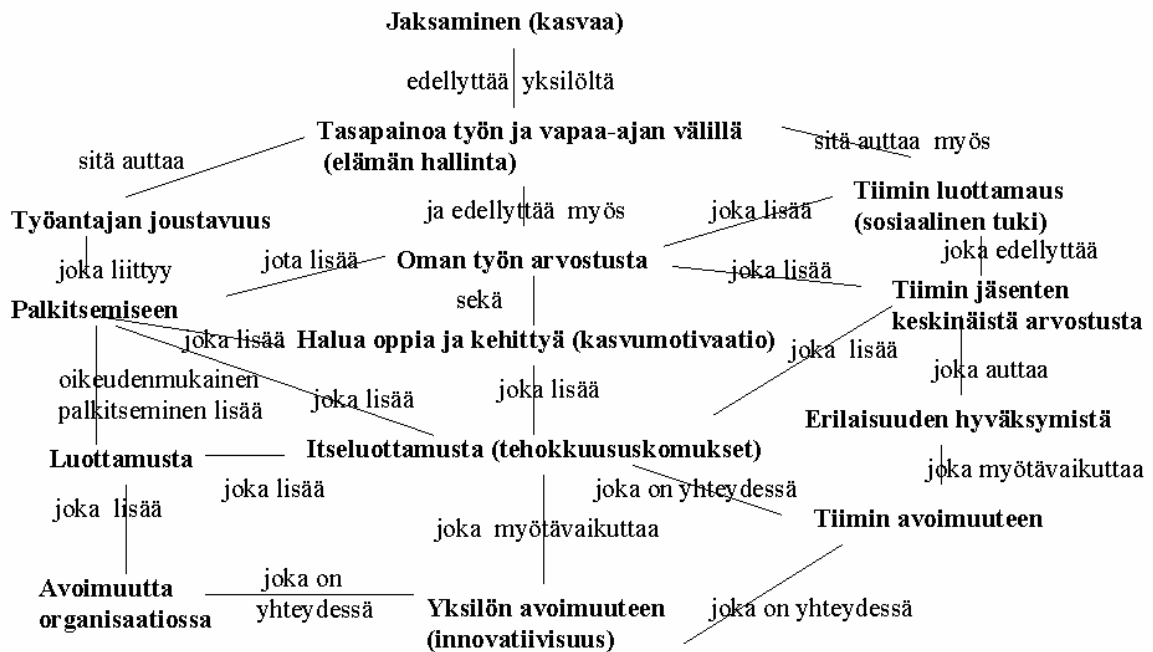 Jaksaminen (kasvaa)
edellyttää yksilöltä
Tasapainoa työn ja vapaa-ajan välillä
(elämän hallinta)
sitä auttaa
sitä auttaa myös
Työantajan joustavuus
ja edellyttää myös
joka lisää
Tiimin luottamaus
(sosiaalinen tuki)
joka liittyy
jota lisää
Oman työn arvostusta
joka lisää
joka edellyttää
Palkitsemiseen
sekä
Tiimin jäsenten
keskinäistä arvostusta
joka lisää
Halua oppia ja kehittyä (kasvumotivaatio)
joka lisää
joka auttaa
oikeudenmukainen
palkitseminen lisää
joka lisää
joka lisää
Erilaisuuden hyväksymistä
Luottamusta
Itseluottamusta (tehokkuususkomukset)
joka myötävaikuttaa
joka lisää
joka lisää
joka on yhteydessä
Tiimin avoimuuteen
joka myötävaikuttaa
Avoimuutta
organisaatiossa
joka on
yhteydessä
Yksilön avoimuuteen
(innovatiivisuus)
joka on yhteydessä